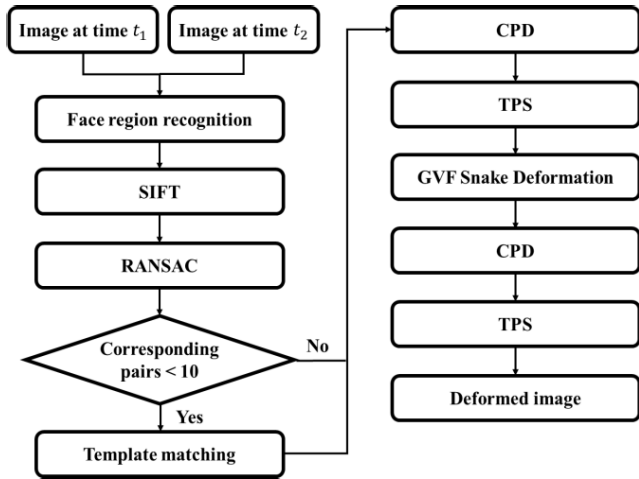 Image at time t₁
Image at time t₂
Face region recognition
SIFT
RANSAC
Corresponding
pairs < 10
No
Yes
Template matching
CPD
TPS
GVF Snake Deformation
CPD
TPS
Deformed image